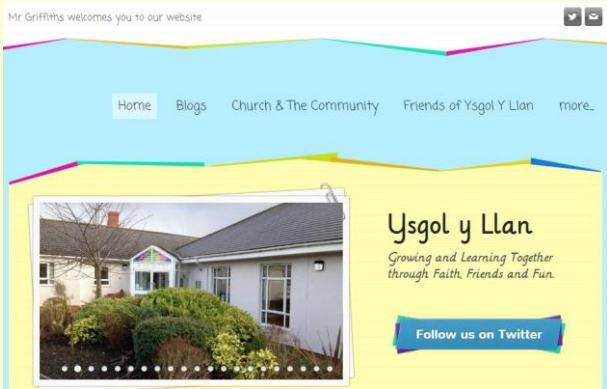 Mr Griffiths welcomes you to our website
Home Blogs Church & The Community Friends of Ysgol Y Llan more...
Ysgol y Llan
Growing and Learning Together
through Faith, Friends and Fun.
Follow us on Twitter